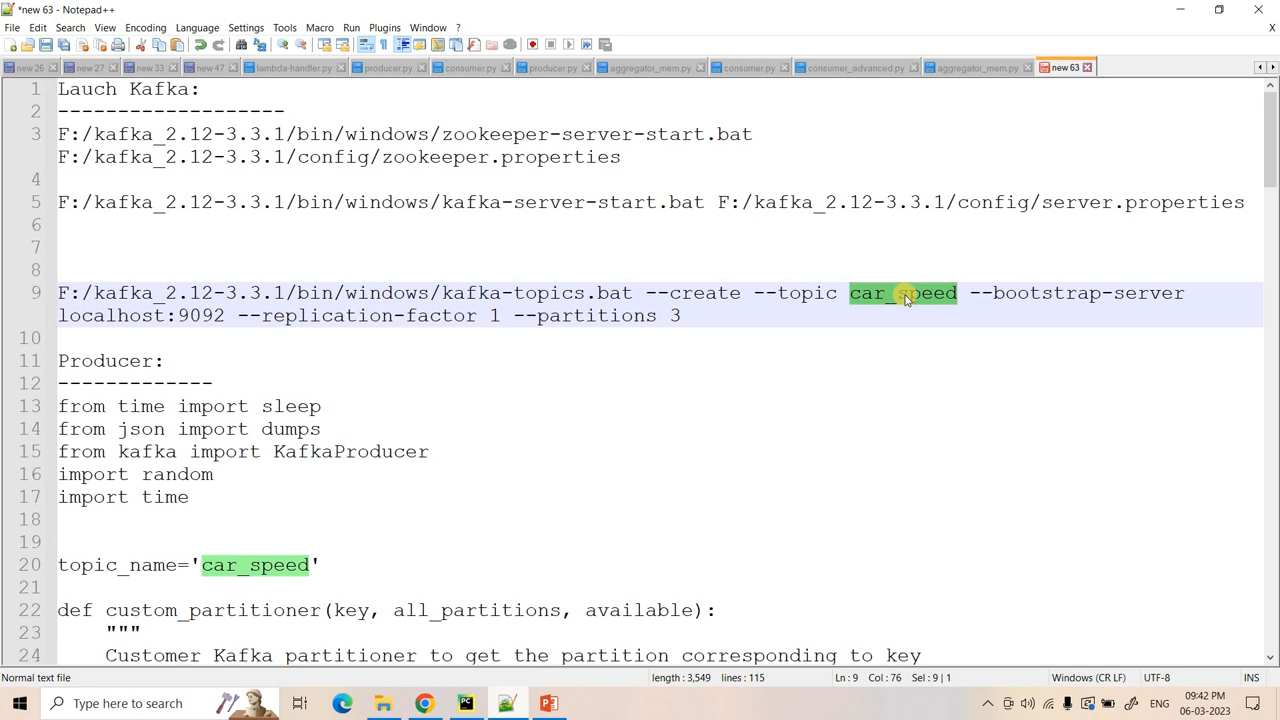 *new 63 - Notepad++
File Edit Search View Encoding Language Settings Tools Macro Run Plugins Window ? X
new 26 new 27 new 33 new 47 lambda-handler.py producer.py consumer.py producer.py aggregator_mem.py consumer.py consumer_advanced.py aggregator_mem.py new 63
1 Lauch Kafka:
2 -------------------
3 F:/kafka_2.12-3.3.1/bin/windows/zookeeper-server-start.bat
F:/kafka_2.12-3.3.1/config/zookeeper.properties
4
5 F:/kafka_2.12-3.3.1/bin/windows/kafka-server-start.bat F:/kafka_2.12-3.3.1/config/server.properties
6
7
8
9 F:/kafka_2.12-3.3.1/bin/windows/kafka-topics.bat --create --topic car_speed --bootstrap-server
localhost:9092 --replication-factor 1 --partitions 3
10
11 Producer:
12 -------------
13 from time import sleep
14 from json import dumps
15 from kafka import KafkaProducer
16 import random
17 import time
18
19
20 topic_name='car_speed'
21
22 def custom_partitioner(key, all_partitions, available):
23 """
24 Customer Kafka partitioner to get the partition corresponding to key
Normal text file length : 3,549 lines : 115 Ln : 9 Col : 76 Sel : 9 | 1 Windows (CR LF) UTF-8 INS
Type here to search ENG 09:42 PM
06-03-2023